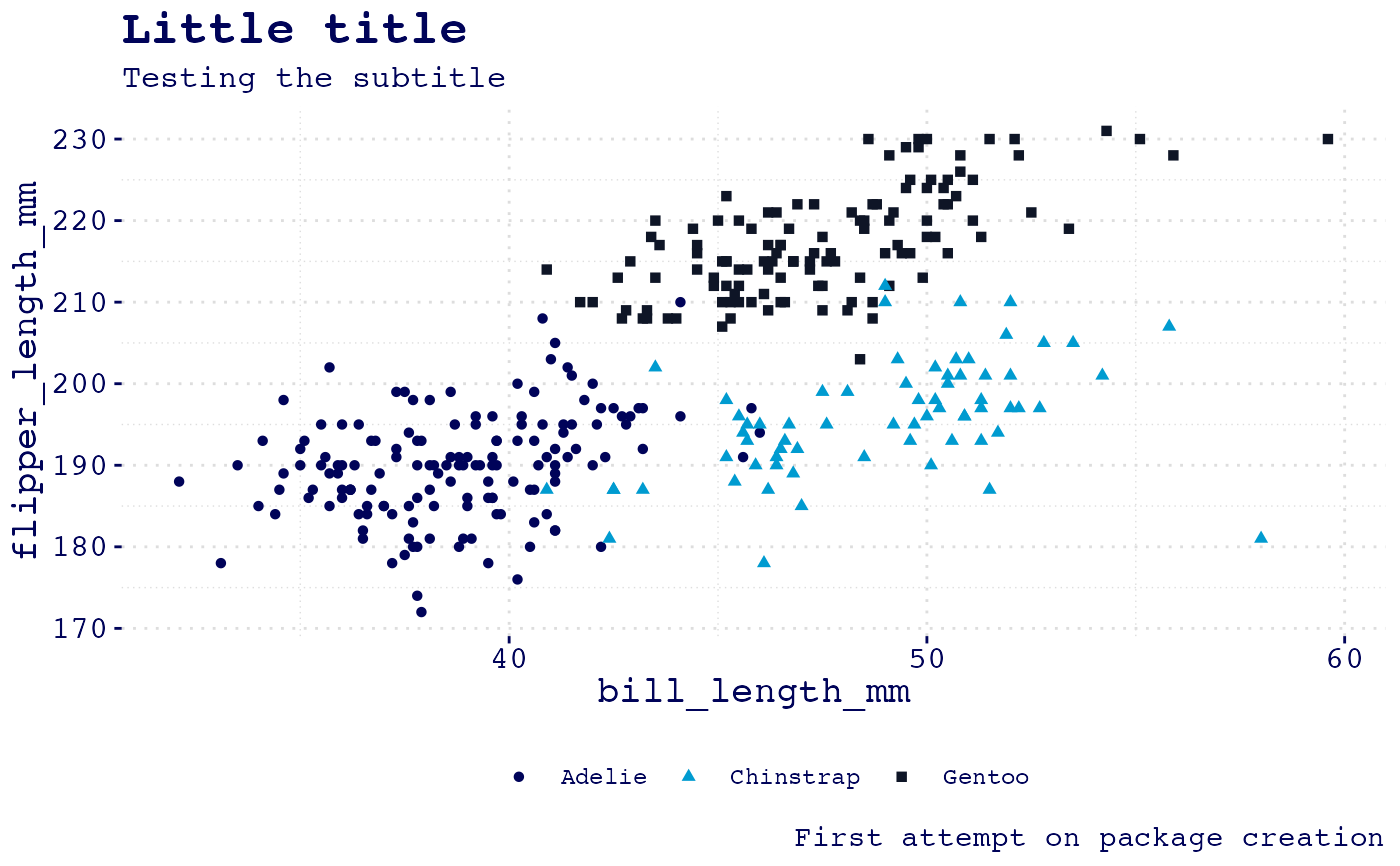 Little title
Testing the subtitle
flipper_length_mm
230
220
210
200
190
180
170
40 50 60
bill_length_mm
Adelie Chinstrap Gentoo
First attempt on package creation